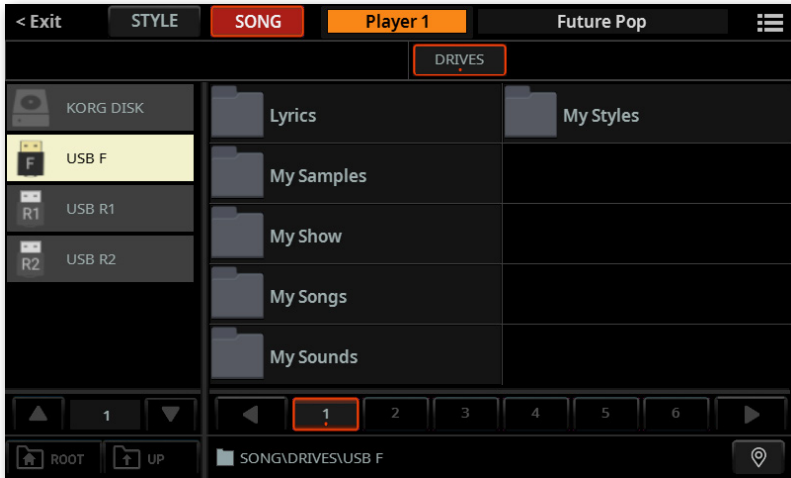 < Exit STYLE SONG Player 1 Future Pop
DRIVES
KORG DISK
F USB F
R1 USB R1
R2 USB R2
1
ROOT UP
Lyrics My Styles
My Samples
My Show
My Songs
My Sounds
1 2 3 4 5 6
SONG\DRIVES\USB F